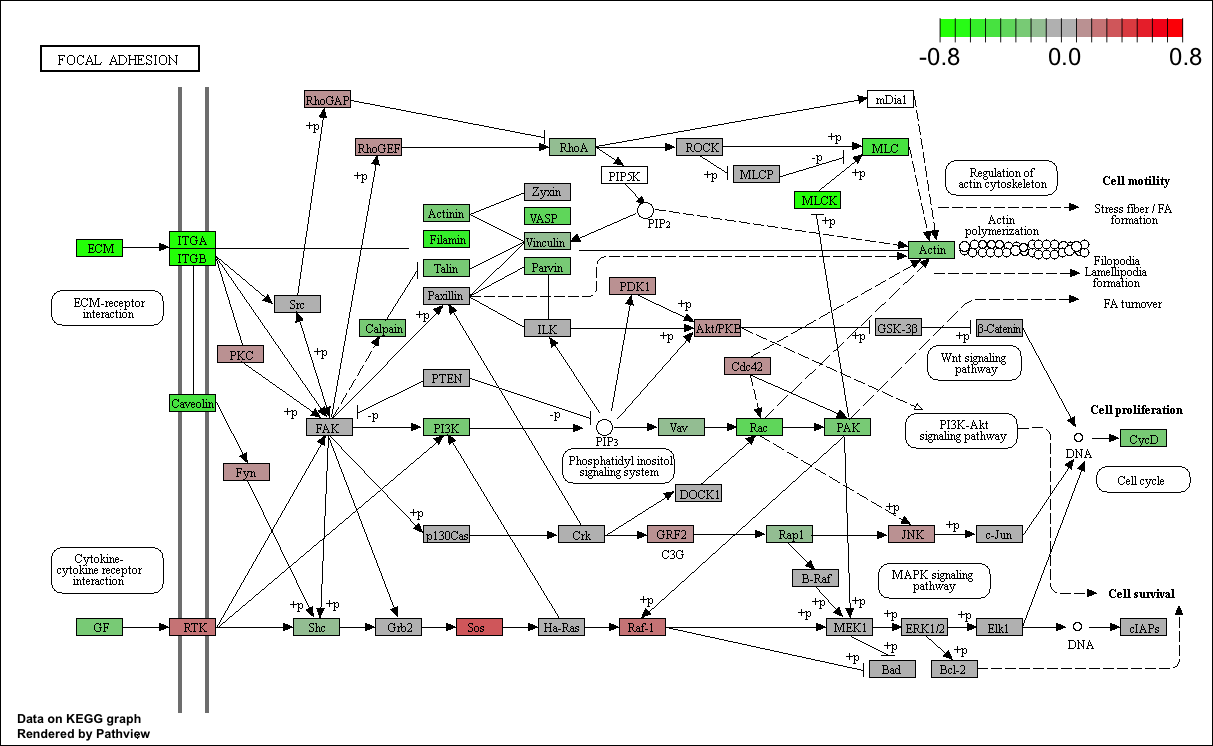 FOCAL ADHESION
-0.8 0.0 0.8
RhoGAP
mDia1
+p
RhoGEF
RhoA
ROCK
+p
MLC
-p
+p
PIP5K
+p
MLCP
+p
Regulation of
actin cytoskeleton
Cell motility
Zyxin
MLCK
Stress fiber / FA
formation
Actinin
VASP
PIP2
+p
Actin
polymerization
ECM
ITGA
ITGB
Filamin
Vinculin
Actin
Talin
Parvin
Filopodia
Lamellipodia
formation
ECM-receptor
interaction
Src
Paxillin
PDK1
+p
FA turnover
+p
Calpain
ILK
+p
Akt/PKB
GSK-3β
+p
β-Catenin
PKC
+p
Cdc42
Wnt signaling
pathway
PTEN
Caveolin
+p
-p
-p
Cell proliferation
FAK
PI3K
PIP3
Vav
Rac
PAK
PI3K-Akt
signaling pathway
DNA
CycD
Fyn
Phosphatidyl inositol
signaling system
Cell cycle
DOCK1
+p
+p
p130Cas
Crk
GRF2
Rap1
JNK
+p
c-Jun
C3G
Cytokine-
cytokine receptor
interaction
B-Raf
MAPK signaling
pathway
+p
+p
+p
+p
+p
+p
+p
+p
Cell survival
GF
RTK
Shc
Grb2
Sos
Ha-Ras
Raf-1
MEK1
ERK1/2
Elk1
DNA
cIAPs
+p
+p
+p
Bad
Bcl-2
Data on KEGG graph
Rendered by Pathview